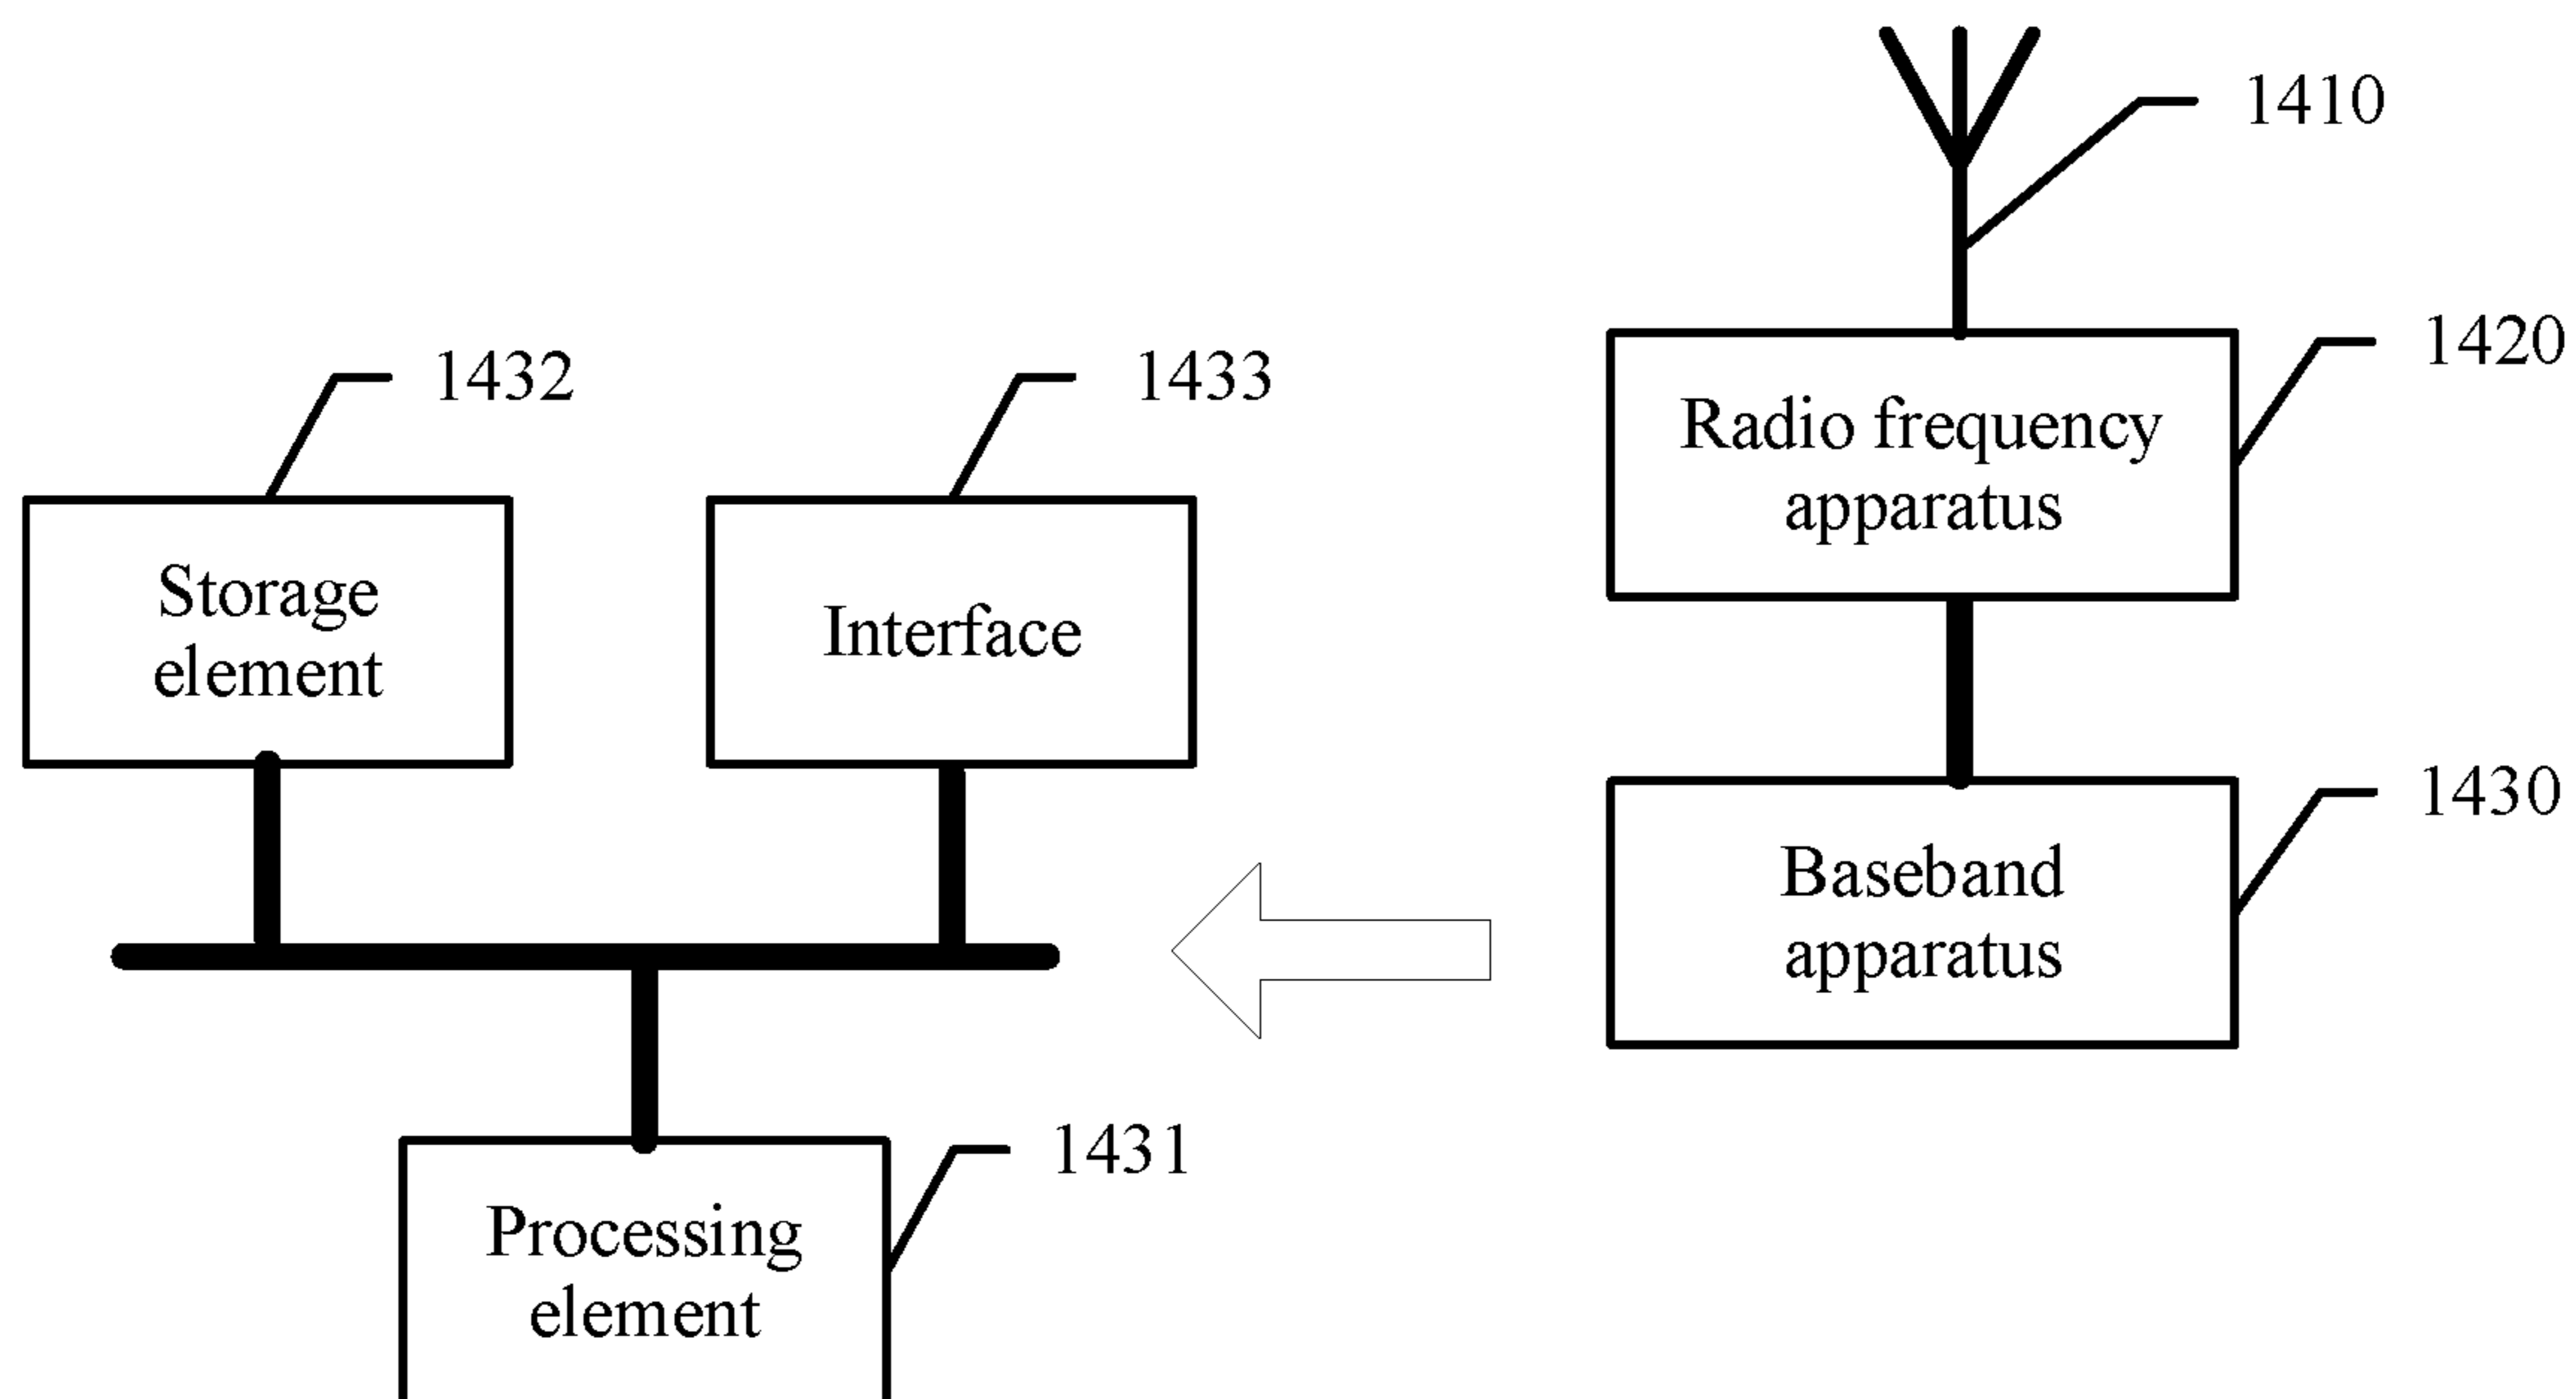 1410
1420
Radio frequency
apparatus
1432
1433
Storage
element
Interface
1430
Baseband
apparatus
1431
Processing
element